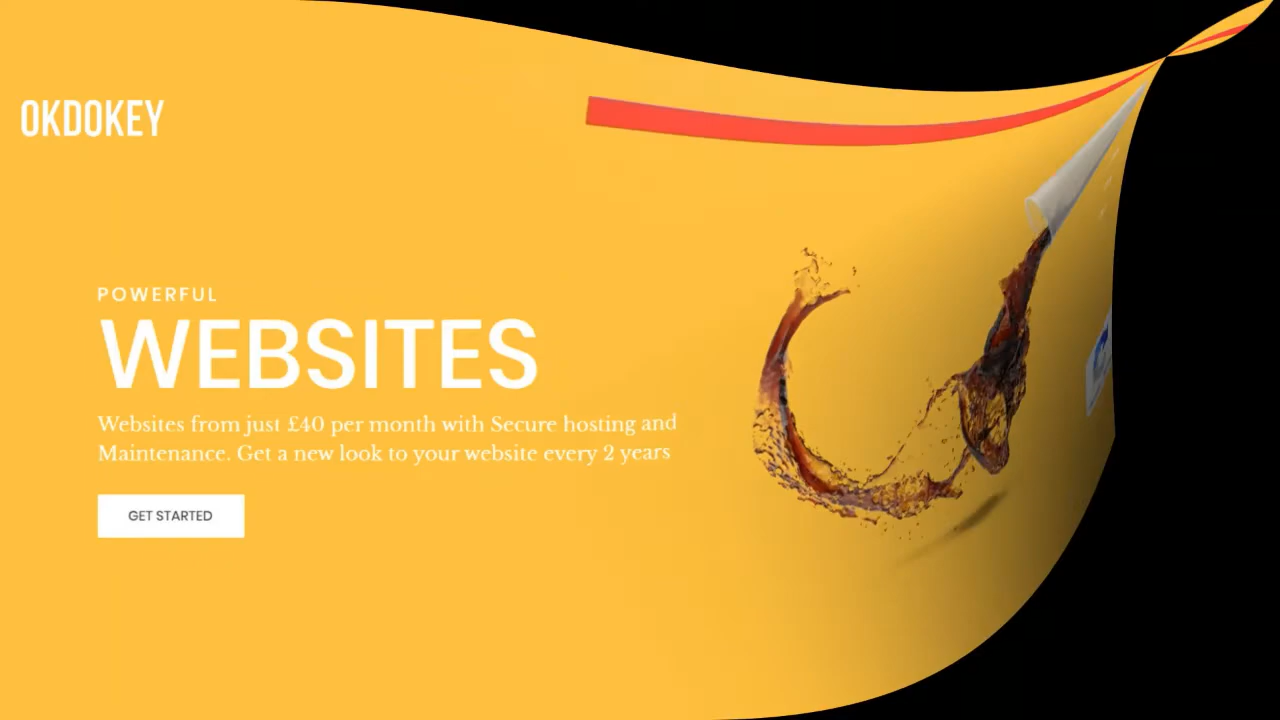 OKDOKEY
POWERFUL
WEBSITES
Websites from just £40 per month with Secure hosting and
Maintenance. Get a new look to your website every 2 years
GET STARTED